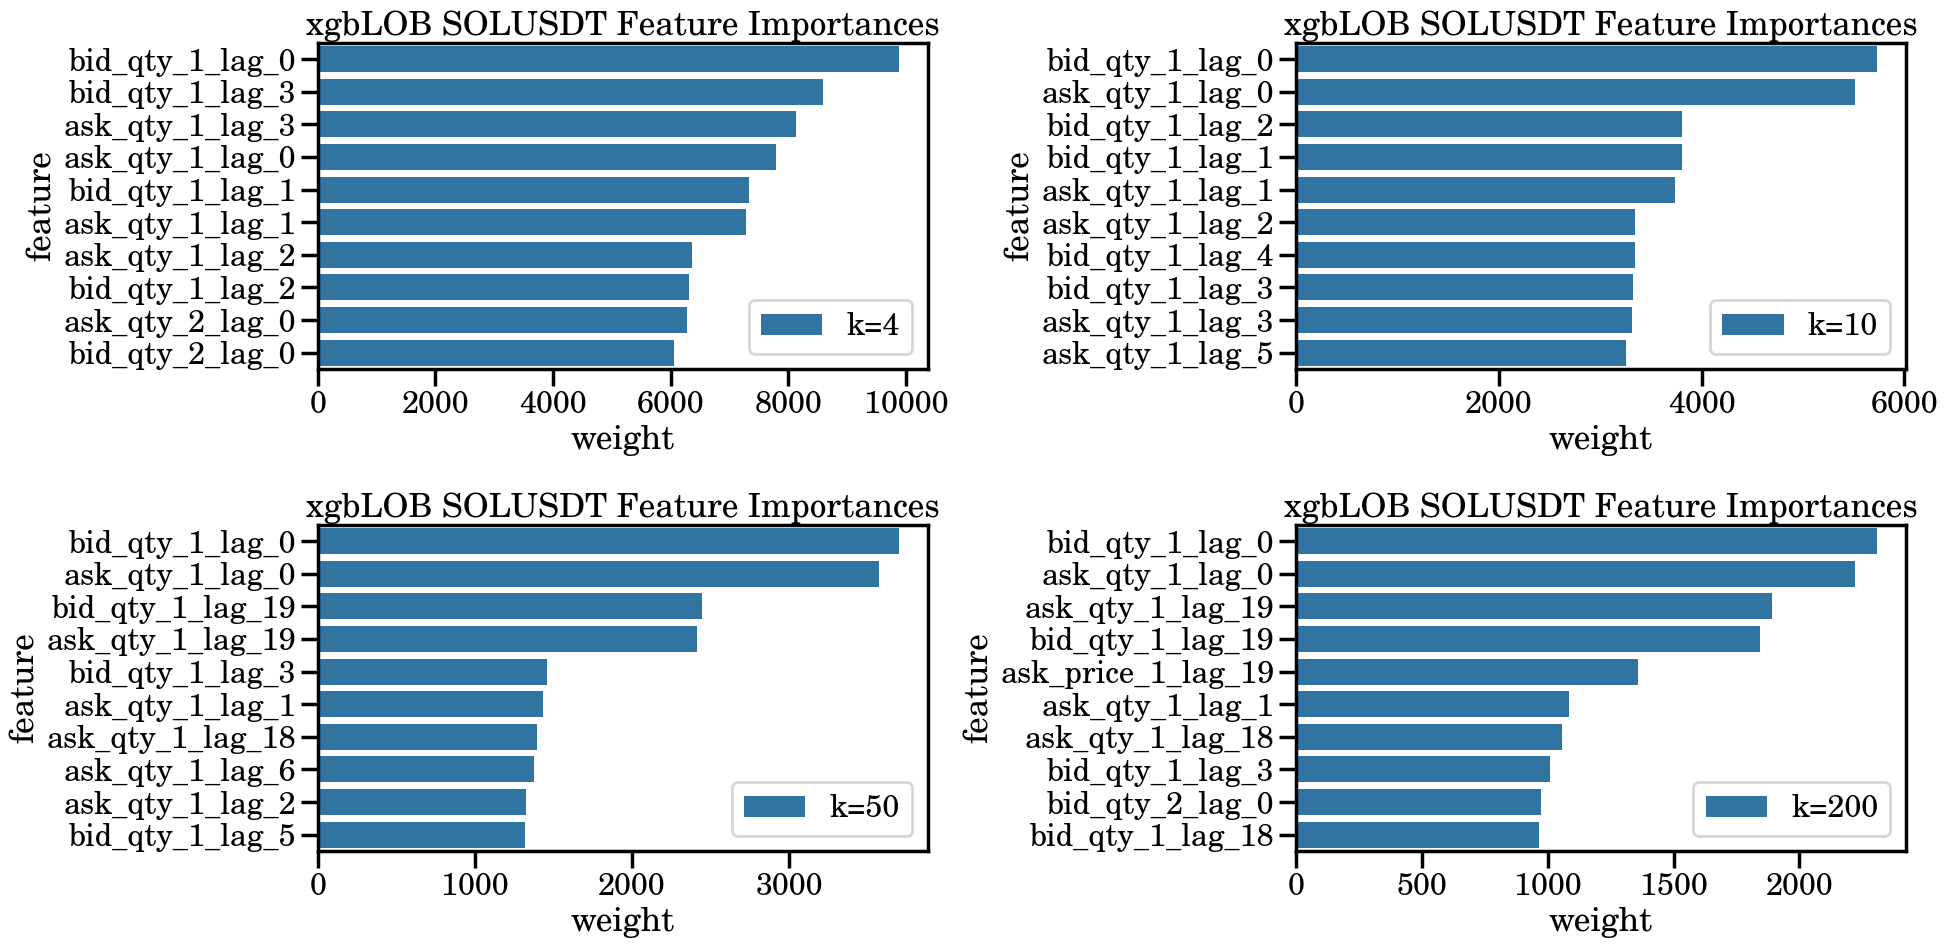 xgbLOB SOLUSDT Feature Importances
feature
bid_qty_1_lag_0
bid_qty_1_lag_3
ask_qty_1_lag_3
ask_qty_1_lag_0
bid_qty_1_lag_1
ask_qty_1_lag_1
ask_qty_1_lag_2
bid_qty_1_lag_2
ask_qty_2_lag_0
bid_qty_2_lag_0
k=4
0 2000 4000 6000 8000 10000
weight
xgbLOB SOLUSDT Feature Importances
feature
bid_qty_1_lag_0
ask_qty_1_lag_0
bid_qty_1_lag_2
bid_qty_1_lag_1
ask_qty_1_lag_1
ask_qty_1_lag_2
bid_qty_1_lag_4
bid_qty_1_lag_3
ask_qty_1_lag_3
ask_qty_1_lag_5
k=10
0 2000 4000 6000
weight
xgbLOB SOLUSDT Feature Importances
feature
bid_qty_1_lag_0
ask_qty_1_lag_0
bid_qty_1_lag_19
ask_qty_1_lag_19
bid_qty_1_lag_3
ask_qty_1_lag_1
ask_qty_1_lag_18
ask_qty_1_lag_6
ask_qty_1_lag_2
bid_qty_1_lag_5
k=50
0 1000 2000 3000
weight
xgbLOB SOLUSDT Feature Importances
feature
bid_qty_1_lag_0
ask_qty_1_lag_0
ask_qty_1_lag_19
bid_qty_1_lag_19
ask_price_1_lag_19
ask_qty_1_lag_1
ask_qty_1_lag_18
bid_qty_1_lag_3
bid_qty_2_lag_0
bid_qty_1_lag_18
k=200
0 500 1000 1500 2000
weight